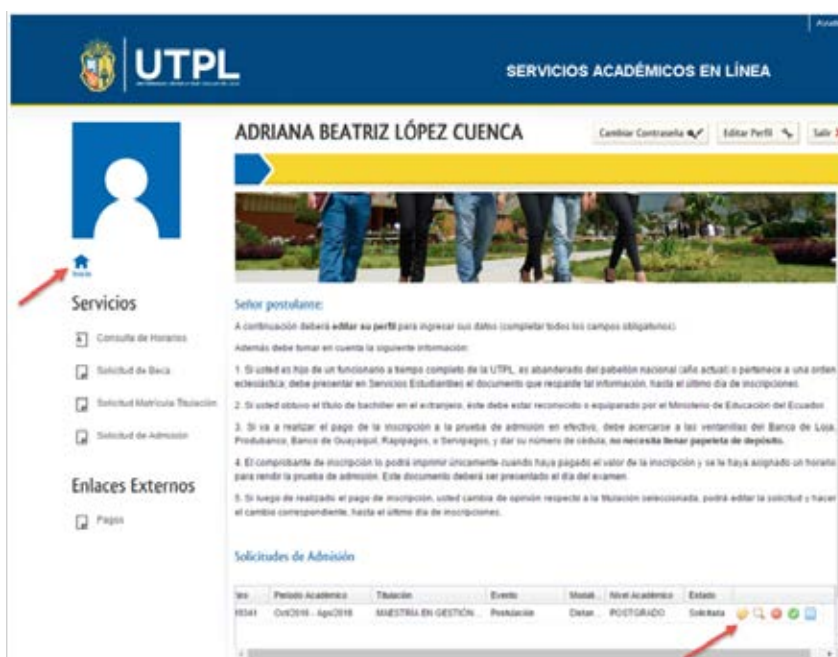 UTPL
SERVICIOS ACADÉMICOS EN LÍNEA
ADRIANA BEATRIZ LÓPEZ CUENCA
Cambiar Contraseña
Editar Perfil
Salir
Inicio
Servicios
Consulta de Horarios
Solicitud de Beca
Solicitud Matrícula Titulación
Solicitud de Admisión
Enlaces Externos
Pagos
Señor postulante:
A continuación deberá editar su perfil para ingresar sus datos (completar todos los campos obligatorios).
Además debe tomar en cuenta la siguiente información:
1. Si usted es hijo de un funcionario a tiempo completo de la UTPL, es abanderado del pabellón nacional (año actual) o pertenece a una orden
eclesiástica; debe presentar en Servicios Estudiantiles el documento que respalde tal información, hasta el último día de inscripciones.
2. Si usted obtuvo el título de bachiller en el extranjero, éste debe estar reconocido o equiparado por el Ministerio de Educación del Ecuador.
3. Si va a realizar el pago de la inscripción a la prueba de admisión en efectivo, debe acercarse a las ventanillas del Banco de Loja,
Produbanco, Banco de Guayaquil, Rapipagos, o Servipagos, y dar su número de cédula, no necesita llenar papeleta de depósito.
4. El comprobante de inscripción lo podrá imprimir únicamente cuando haya pagado el valor de la inscripción y se le haya asignado un horario
para rendir la prueba de admisión. Este documento deberá ser presentado el día del examen.
5. Si luego de realizado el pago de inscripción, usted cambia de opinión respecto a la titulación seleccionada, podrá editar la solicitud y hacer
el cambio correspondiente, hasta el último día de inscripciones.
Solicitudes de Admisión
Periodo Académico Titulación Evento Modali... Nivel Académico Estado
MAESTRÍA EN GESTIÓN... Postulación Distan... POSTGRADO Solicitada